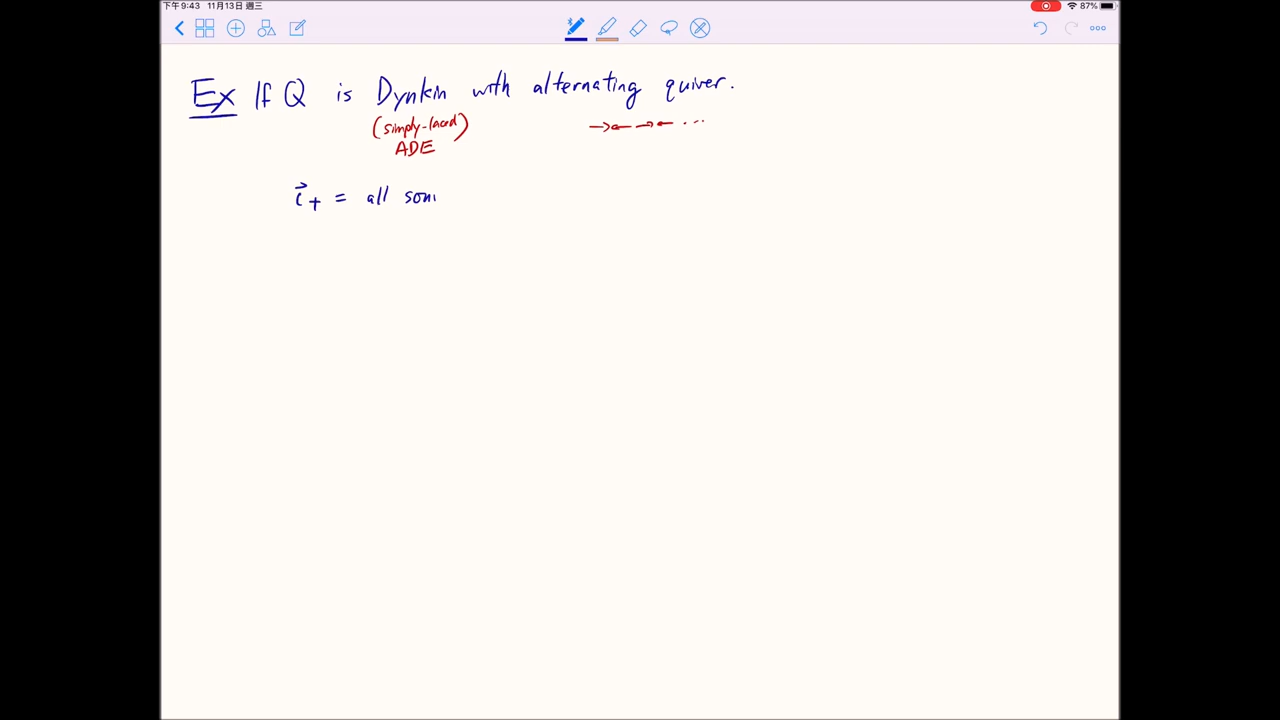 下午9:43 11月13日 週三
87%
Ex If Q is Dynkin with alternating quiver.
(simply-laced)
ADE
i₊ = all